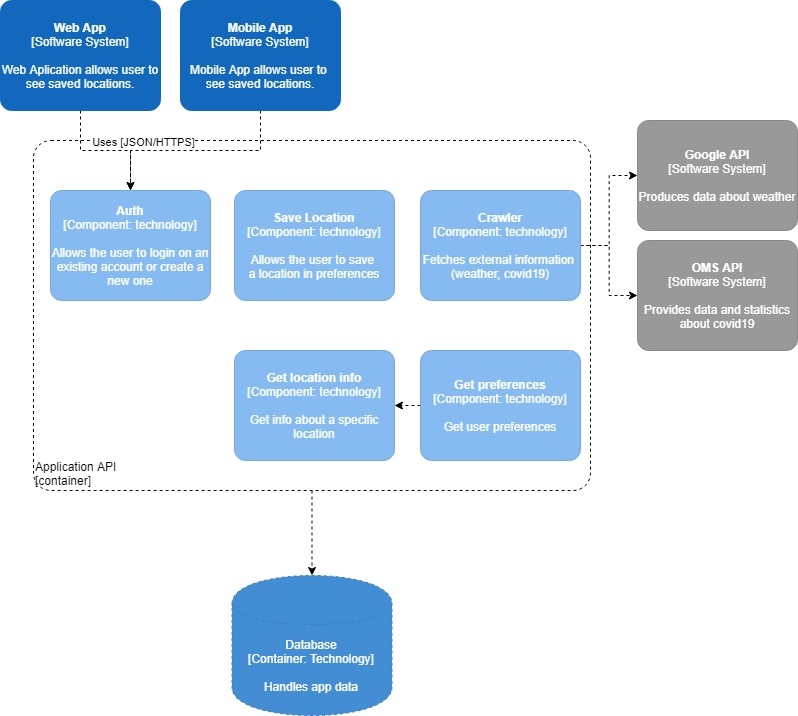 Web App
[Software System]
Web Aplication allows user to
see saved locations.
Mobile App
[Software System]
Mobile App allows user to
see saved locations.
Uses [JSON/HTTPS]
Auth
[Component: technology]
Allows the user to login on an
existing account or create a
new one
Save Location
[Component: technology]
Allows the user to save
a location in preferences
Crawler
[Component: technology]
Fetches external information
(weather, covid19)
Google API
[Software System]
Produces data about weather
OMS API
[Software System]
Provides data and statistics
about covid19
Get location info
[Component: technology]
Get info about a specific
location
Get preferences
[Component: technology]
Get user preferences
Application API
[container]
Database
[Container: Technology]
Handles app data